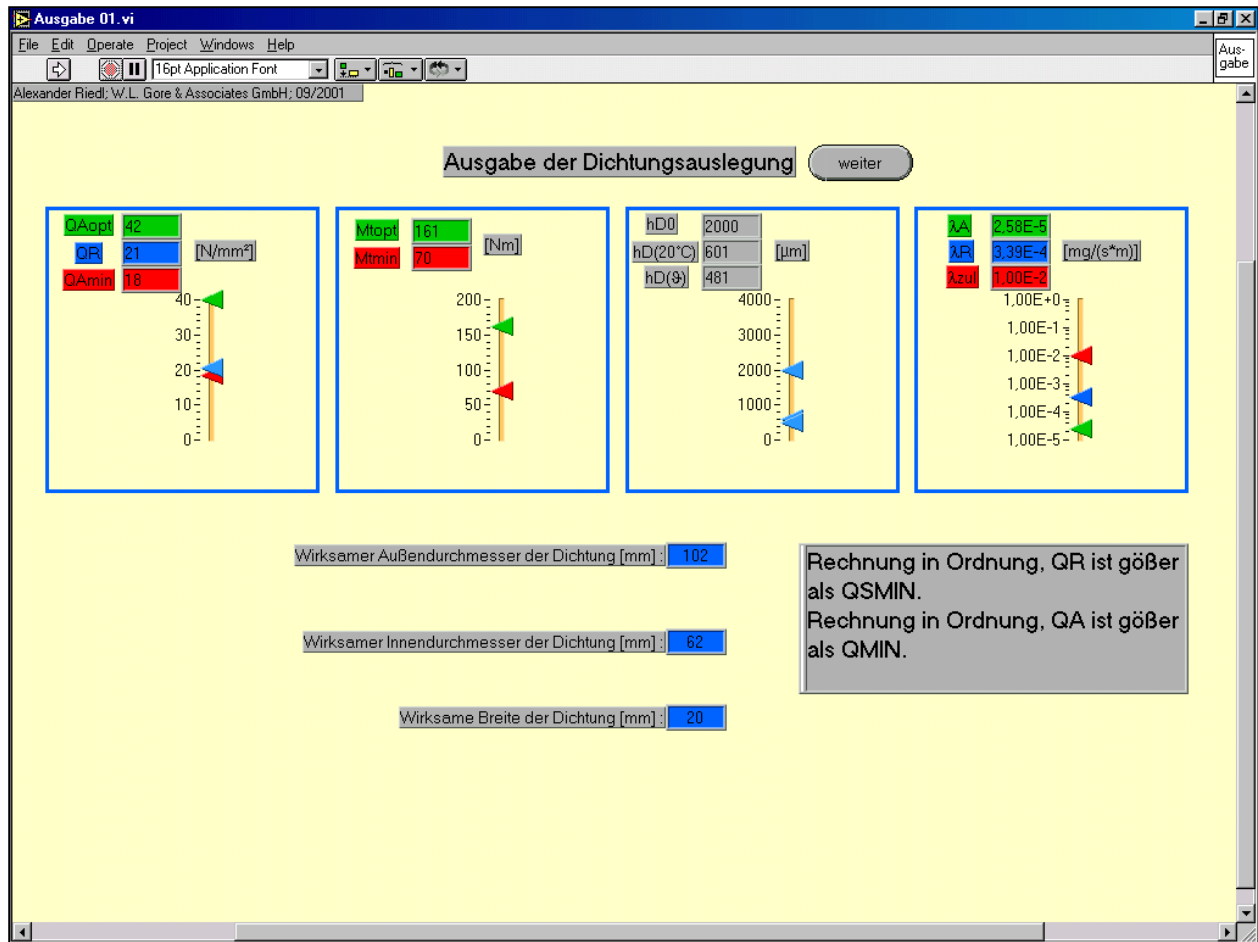 Ausgabe 01.vi
File Edit Operate Project Windows Help
Aus-
gabe
16pt Application Font
Alexander Riedl; W.L. Gore & Associates GmbH; 09/2001
Ausgabe der Dichtungsauslegung weiter
QAopt 42
QR 21 [N/mm²]
QAmin 18
40
30
20
10
0
Mtopt 161
Mtmin 70
[Nm]
200
150
100
50
0
hD0 2000
hD(20°C) 601 [µm]
hD(ϑ) 481
4000
3000
2000
1000
0
λA 2,58E-5
λR 3,39E-4 [mg/(s*m)]
λzul 1,00E-2
1,00E+0
1,00E-1
1,00E-2
1,00E-3
1,00E-4
1,00E-5
Wirksamer Außendurchmesser der Dichtung [mm] : 102
Wirksamer Innendurchmesser der Dichtung [mm] : 62
Wirksame Breite der Dichtung [mm] : 20
Rechnung in Ordnung, QR ist gößer
als QSMIN.
Rechnung in Ordnung, QA ist gößer
als QMIN.